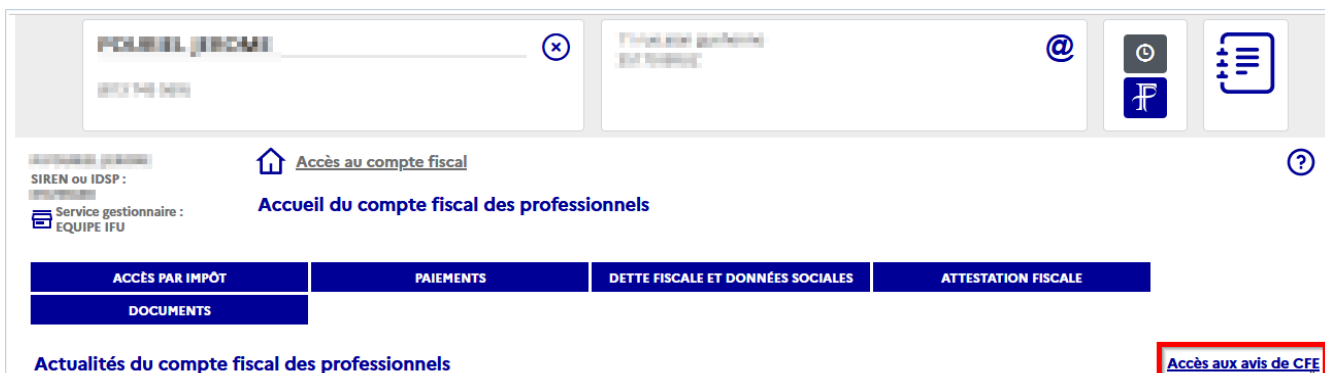 @
Accès au compte fiscal
?
SIREN ou IDSP :
Service gestionnaire :
EQUIPE IFU
Accueil du compte fiscal des professionnels
ACCÈS PAR IMPÔT
PAIEMENTS
DETTE FISCALE ET DONNÉES SOCIALES
ATTESTATION FISCALE
DOCUMENTS
Actualités du compte fiscal des professionnels
Accès aux avis de CFE